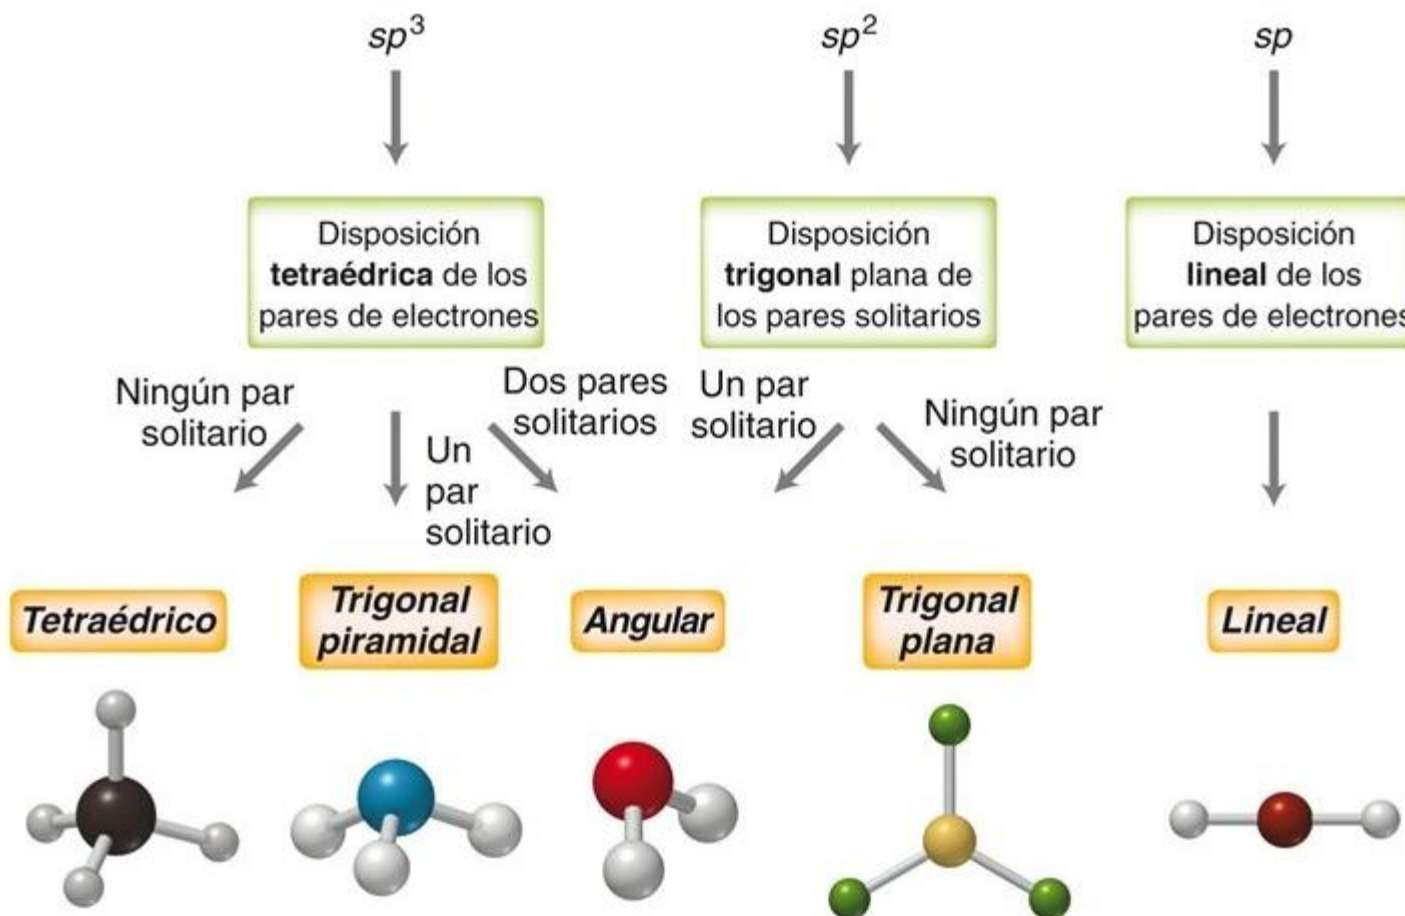 sp³
sp²
sp
Disposición
tetraédrica de los
pares de electrones
Disposición
trigonal plana de
los pares solitarios
Disposición
lineal de los
pares de electrones
Ningún par
solitario
Un
par
solitario
Dos pares
solitarios
Un par
solitario
Ningún par
solitario
Tetraédrico
Trigonal
piramidal
Angular
Trigonal
plana
Lineal